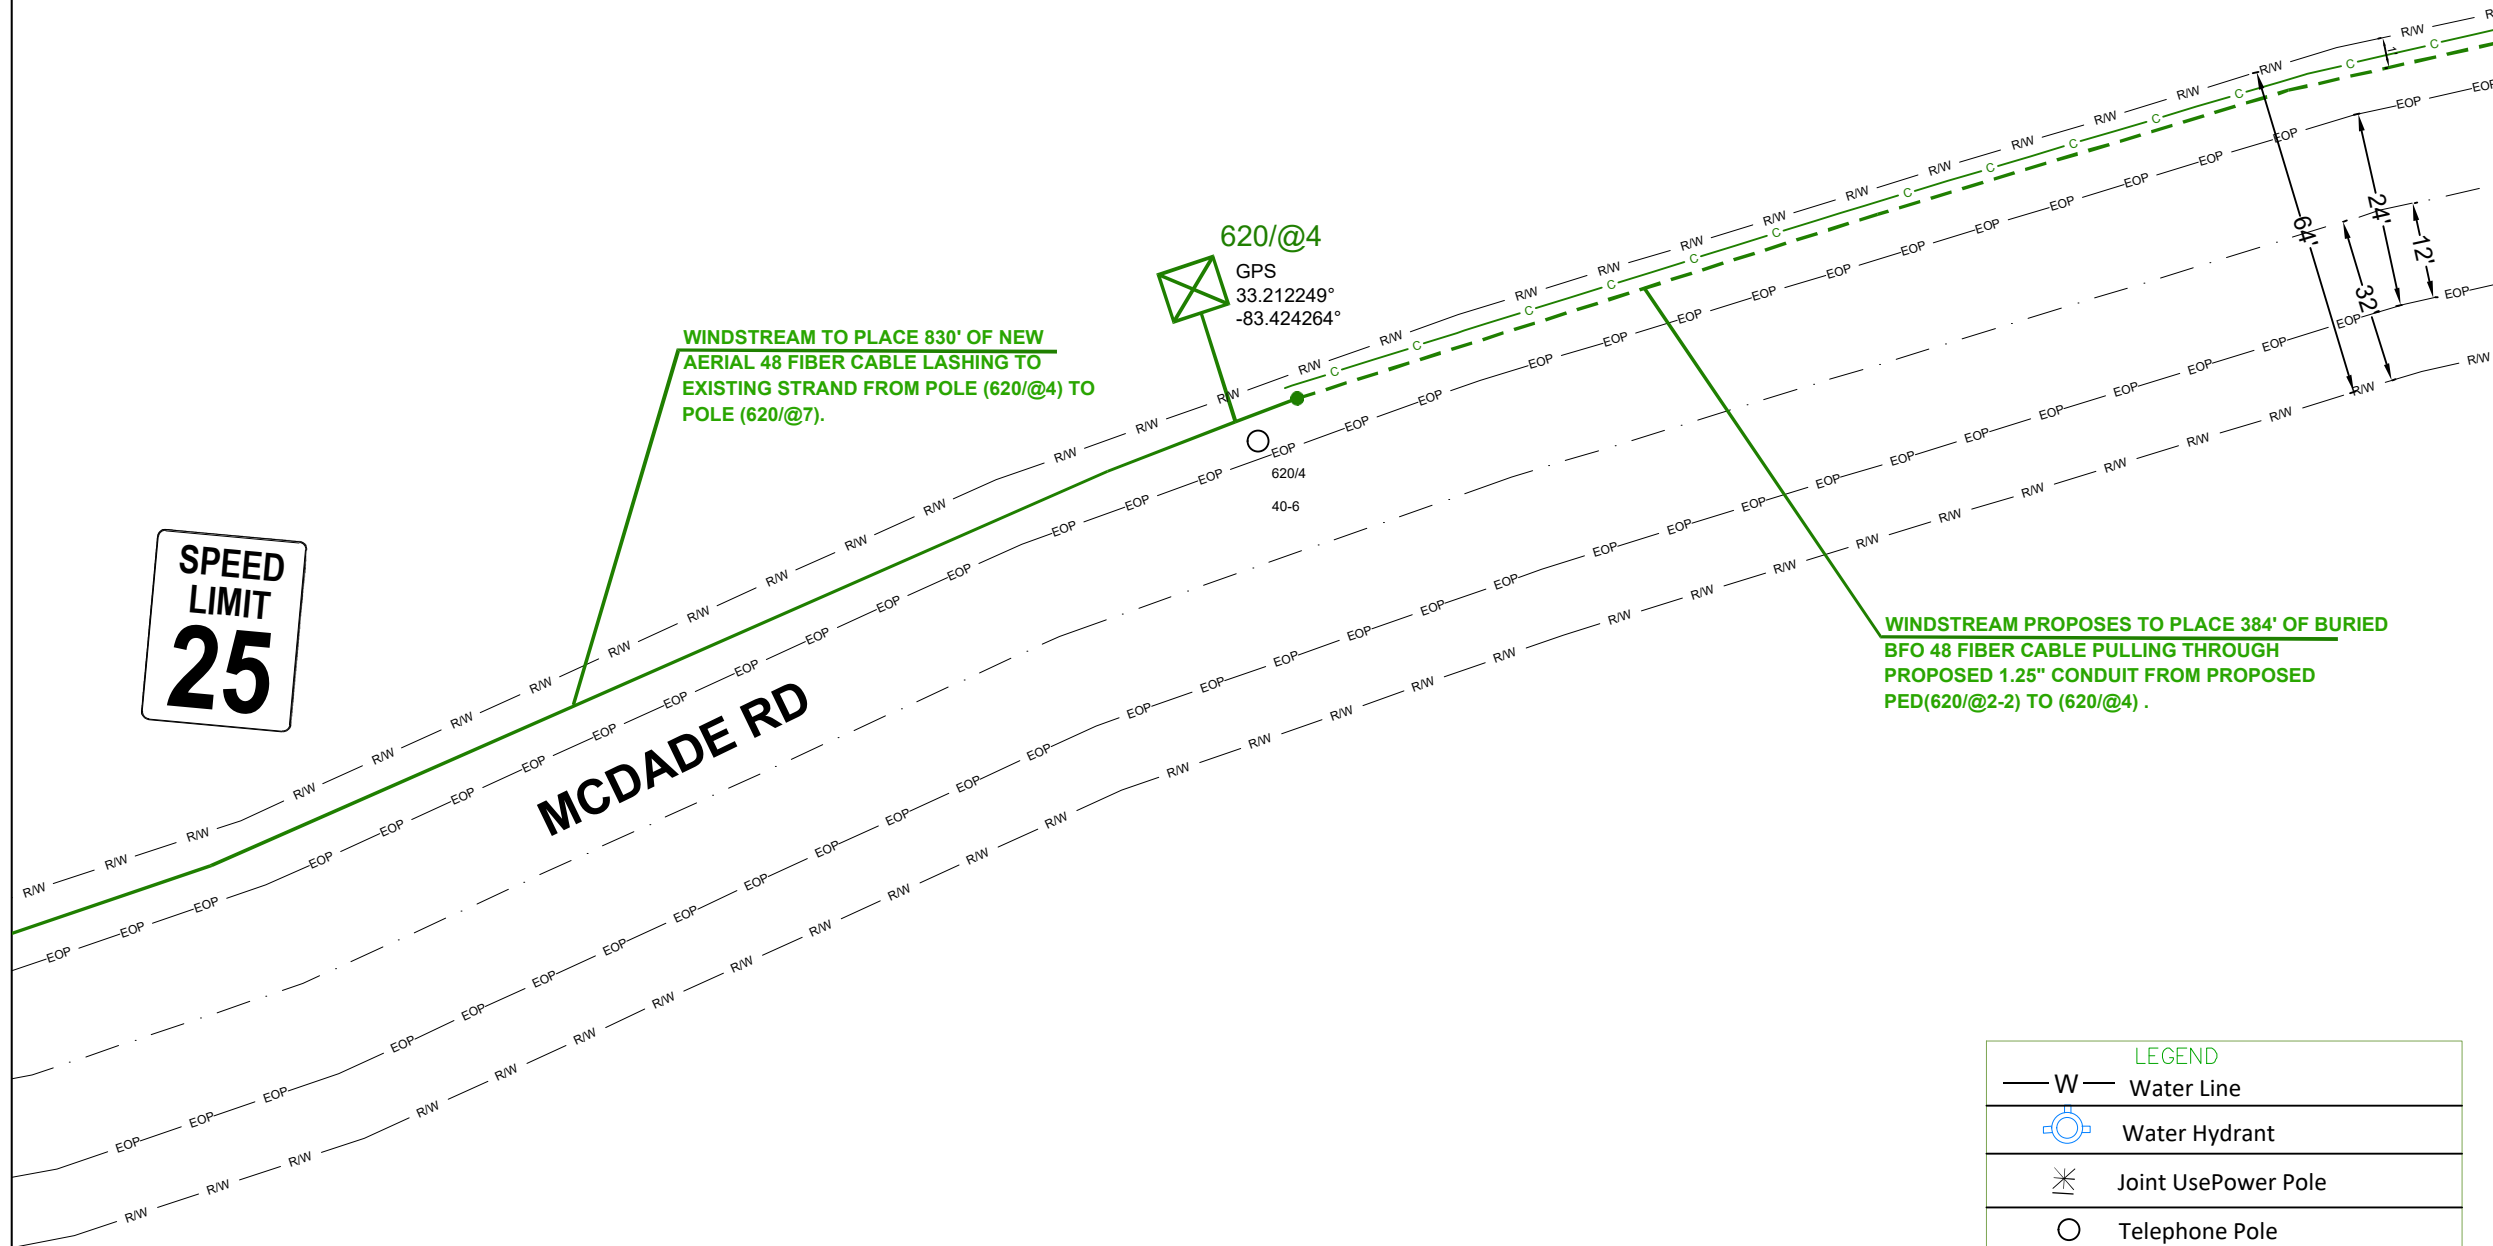 620/@4
GPS
33.212249°
-83.424264°
WINDSTREAM TO PLACE 830' OF NEW
AERIAL 48 FIBER CABLE LASHING TO
EXISTING STRAND FROM POLE (620/@4) TO
POLE (620/@7).
620/4
40-6
SPEED
LIMIT
25
MCDADE RD
WINDSTREAM PROPOSES TO PLACE 384' OF BURIED
BFO 48 FIBER CABLE PULLING THROUGH
PROPOSED 1.25" CONDUIT FROM PROPOSED
PED(620/@2-2) TO (620/@4) .
64'
24'
12'
32'
R/W
C
EOP
EOP
R/W
LEGEND
W Water Line
Water Hydrant
Joint UsePower Pole
Telephone Pole